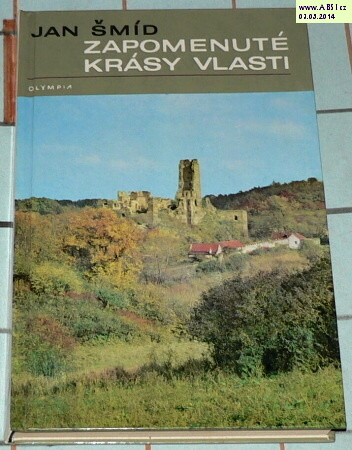 www.ABSI.cz
03.03.2014
JAN ŠMÍD
ZAPOMENUTÉ
KRÁSY VLASTI
OLYMPIA